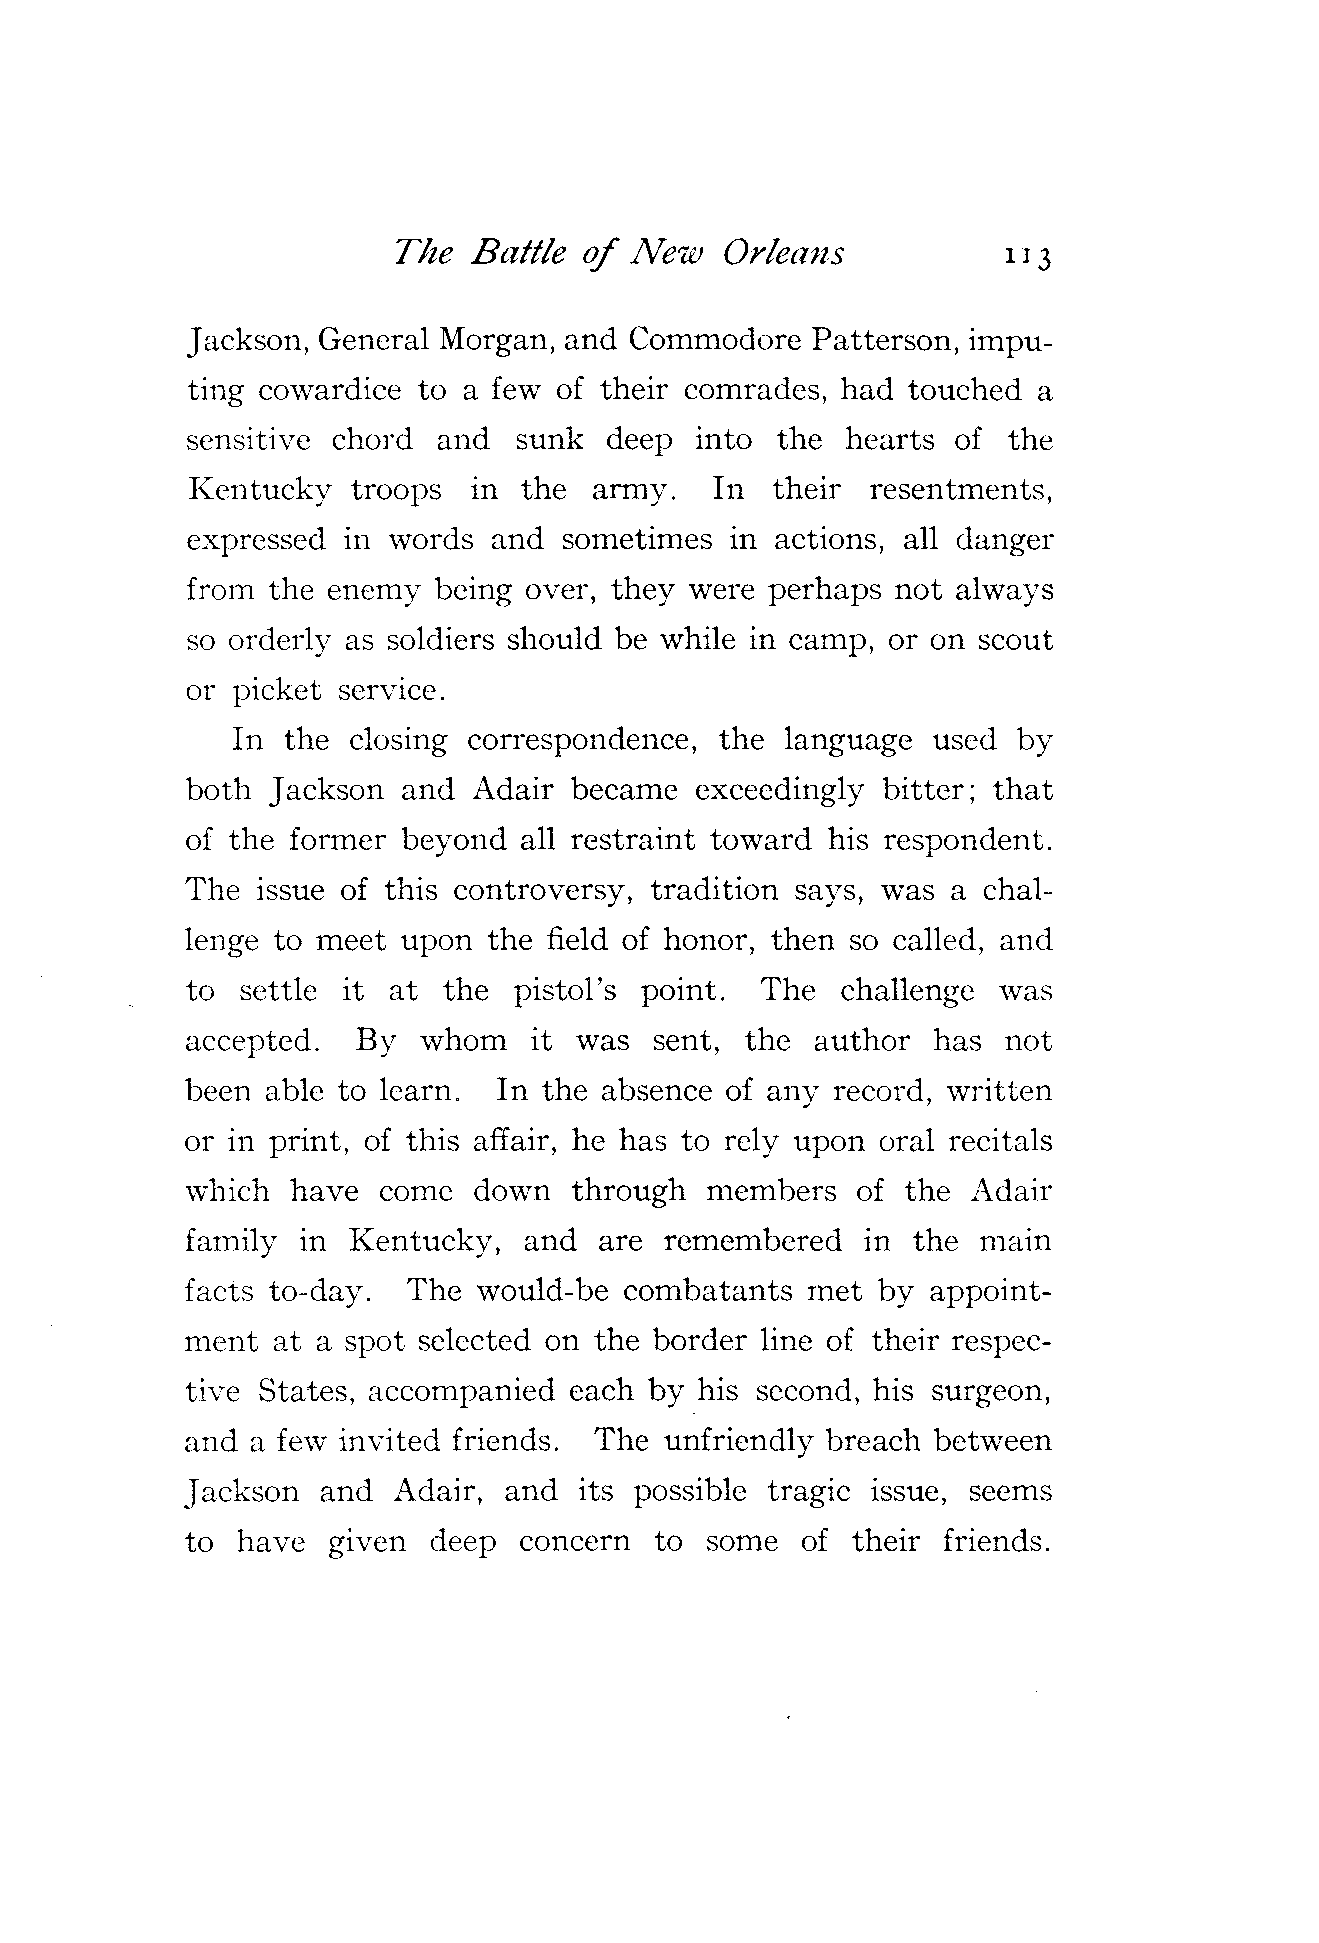 The Battle of New Orleans 113
Jackson, General Morgan, and Commodore Patterson, impu-
ting cowardice to a few of their comrades, had touched a
sensitive chord and sunk deep into the hearts of the
Kentucky troops in the army. In their resentments,
expressed in words and sometimes in actions, all danger
from the enemy being over, they were perhaps not always
so orderly as soldiers should be while in camp, or on scout
or picket service.
In the closing correspondence, the language used by
both Jackson and Adair became exceedingly bitter; that
of the former beyond all restraint toward his respondent.
The issue of this controversy, tradition says, was a chal-
lenge to meet upon the field of honor, then so called, and
to settle it at the pistol's point. The challenge was
accepted. By whom it was sent, the author has not
been able to learn. In the absence of any record, written
or in print, of this affair, he has to rely upon oral recitals
which have come down through members of the Adair
family in Kentucky, and are remembered in the main
facts to-day. The would-be combatants met by appoint-
ment at a spot selected on the border line of their respec-
tive States, accompanied each by his second, his surgeon,
and a few invited friends. The unfriendly breach between
Jackson and Adair, and its possible tragic issue, seems
to have given deep concern to some of their friends.